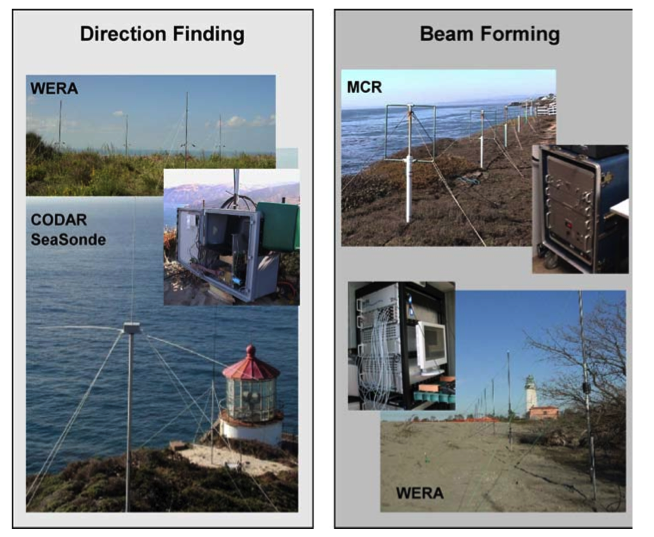 Direction Finding
WERA
CODAR
SeaSonde
Beam Forming
MCR
WERA